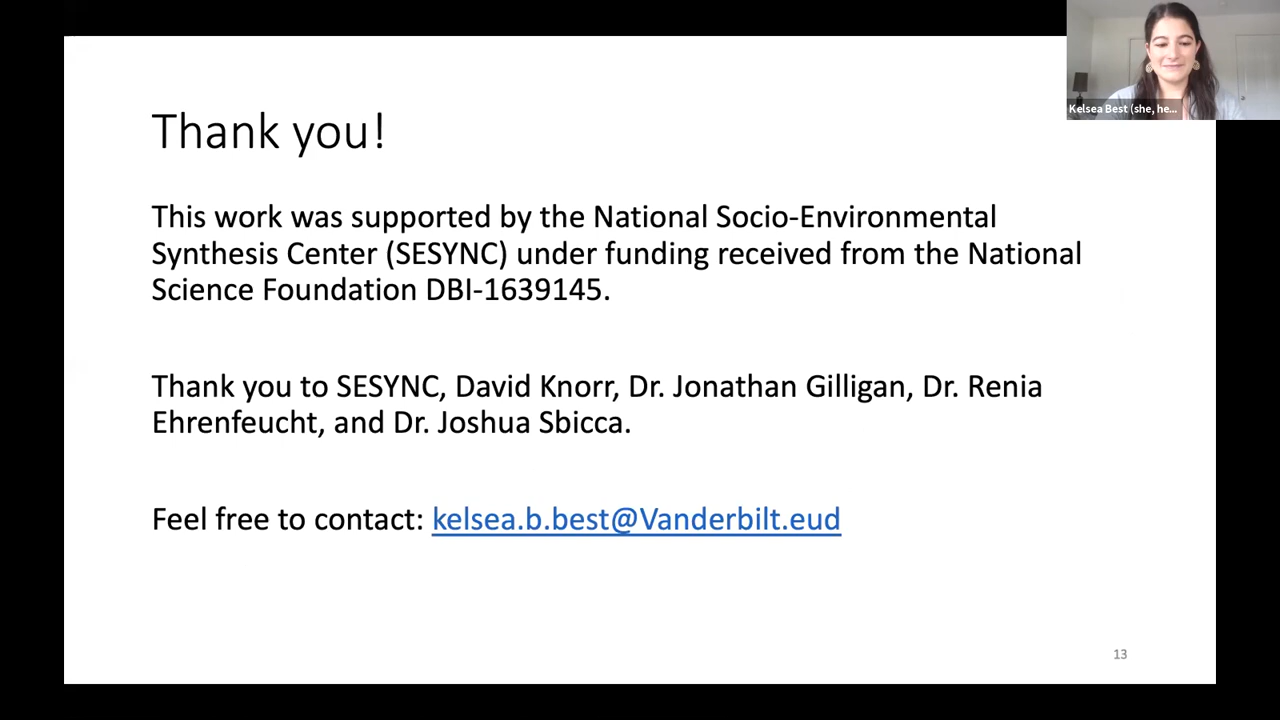 Kelsea Best (she, he...
Thank you!
This work was supported by the National Socio-Environmental
Synthesis Center (SESYNC) under funding received from the National
Science Foundation DBI-1639145.
Thank you to SESYNC, David Knorr, Dr. Jonathan Gilligan, Dr. Renia
Ehrenfeucht, and Dr. Joshua Sbicca.
Feel free to contact: kelsea.b.best@Vanderbilt.eud
13